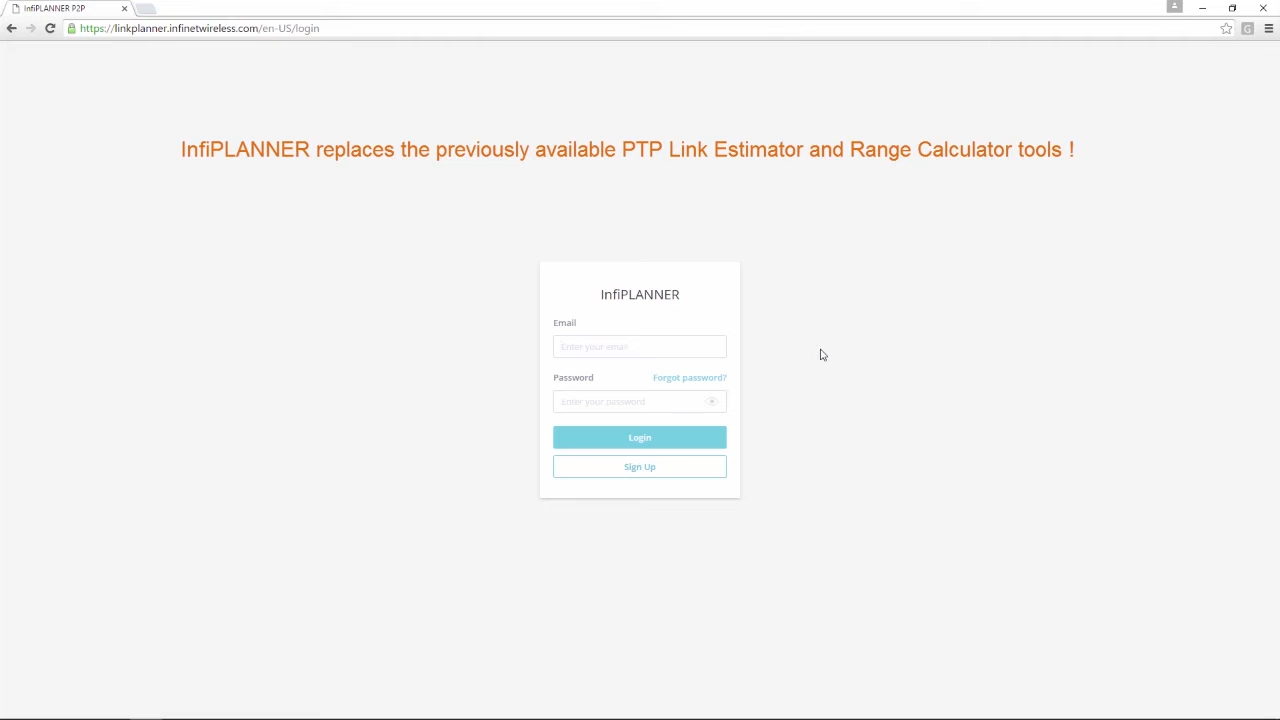 InfiPLANNER P2P
https://linkplanner.infinetwireless.com/en-US/login
InfiPLANNER replaces the previously available PTP Link Estimator and Range Calculator tools !
InfiPLANNER
Email
Enter your email
Password Forgot password?
Enter your password
Login
Sign Up